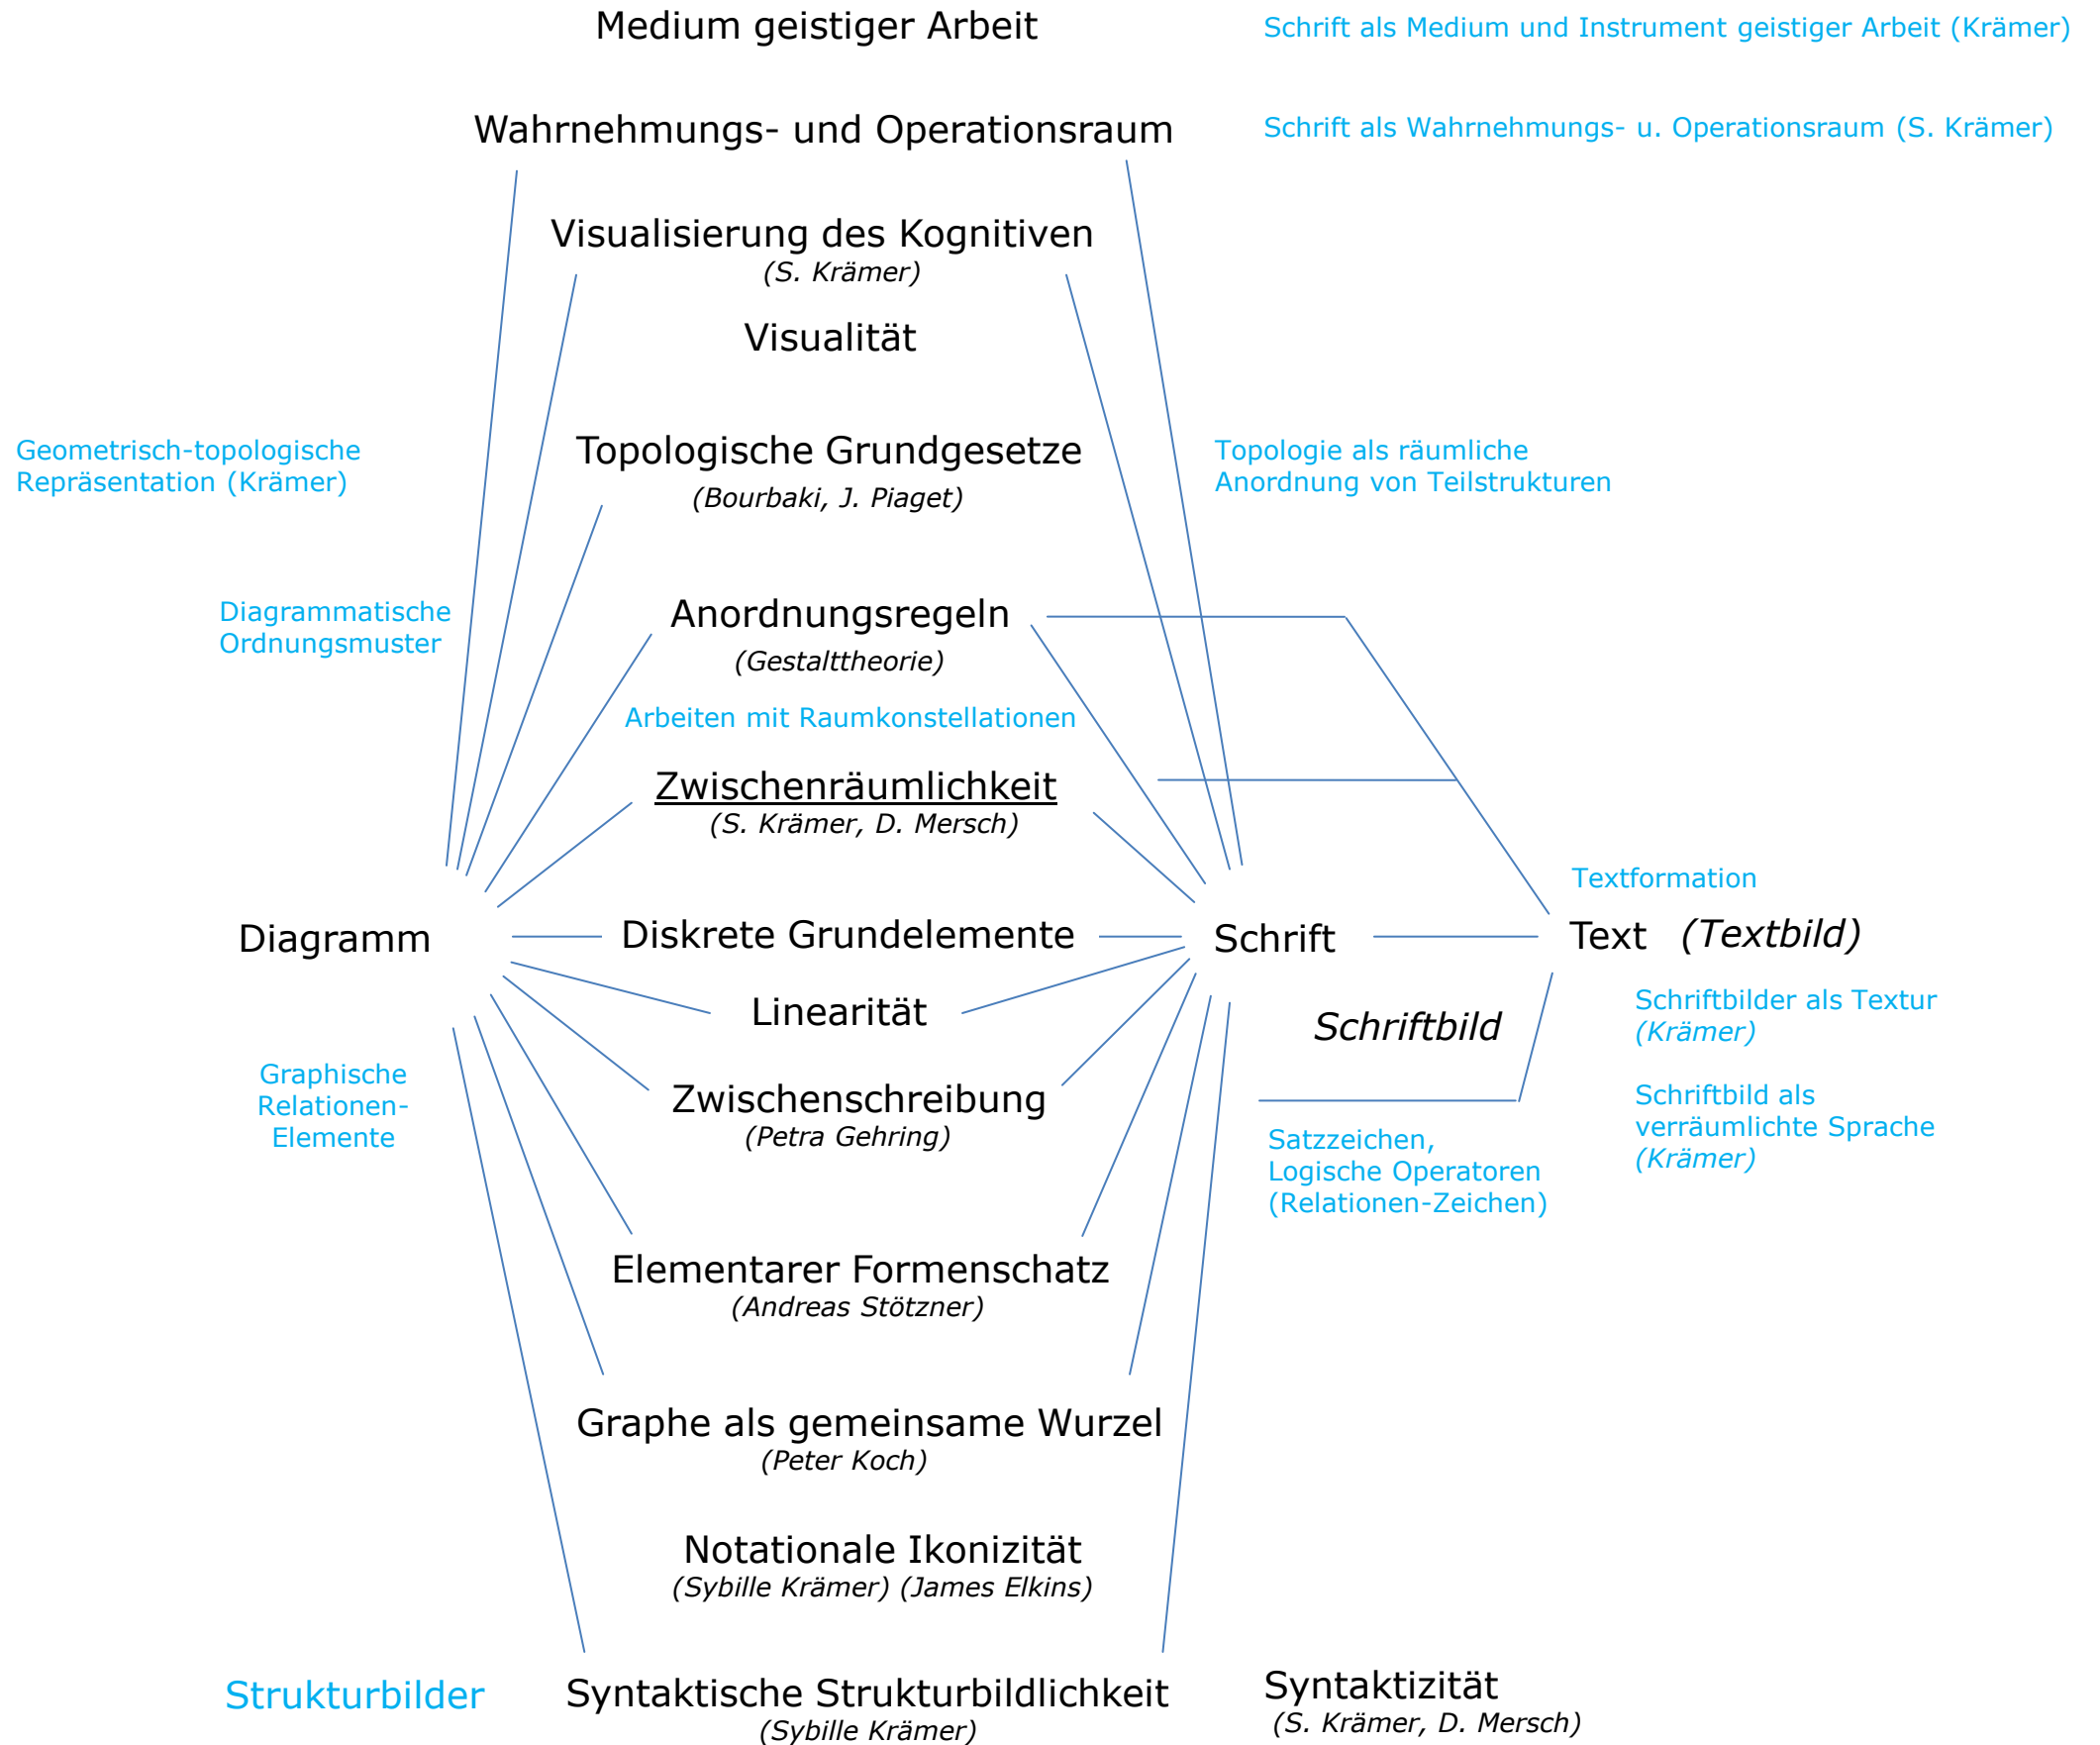 Medium geistiger Arbeit
Schrift als Medium und Instrument geistiger Arbeit (Krämer)
Wahrnehmungs- und Operationsraum
Schrift als Wahrnehmungs- u. Operationsraum (S. Krämer)
Visualisierung des Kognitiven
(S. Krämer)
Visualität
Geometrisch-topologische
Repräsentation (Krämer)
Topologische Grundgesetze
(Bourbaki, J. Piaget)
Topologie als räumliche
Anordnung von Teilstrukturen
Diagrammatische
Ordnungsmuster
Anordnungsregeln
(Gestalttheorie)
Arbeiten mit Raumkonstellationen
Zwischenräumlichkeit
(S. Krämer, D. Mersch)
Textformation
Diagramm
Diskrete Grundelemente
Schrift
Text (Textbild)
Linearität
Schriftbild
Schriftbilder als Textur
(Krämer)
Graphische
Relationen-
Elemente
Zwischenschreibung
(Petra Gehring)
Schriftbild als
verräumlichte Sprache
(Krämer)
Satzzeichen,
Logische Operatoren
(Relationen-Zeichen)
Elementarer Formenschatz
(Andreas Stötzner)
Graphe als gemeinsame Wurzel
(Peter Koch)
Notationale Ikonizität
(Sybille Krämer) (James Elkins)
Strukturbilder
Syntaktische Strukturbildlichkeit
(Sybille Krämer)
Syntaktizität
(S. Krämer, D. Mersch)